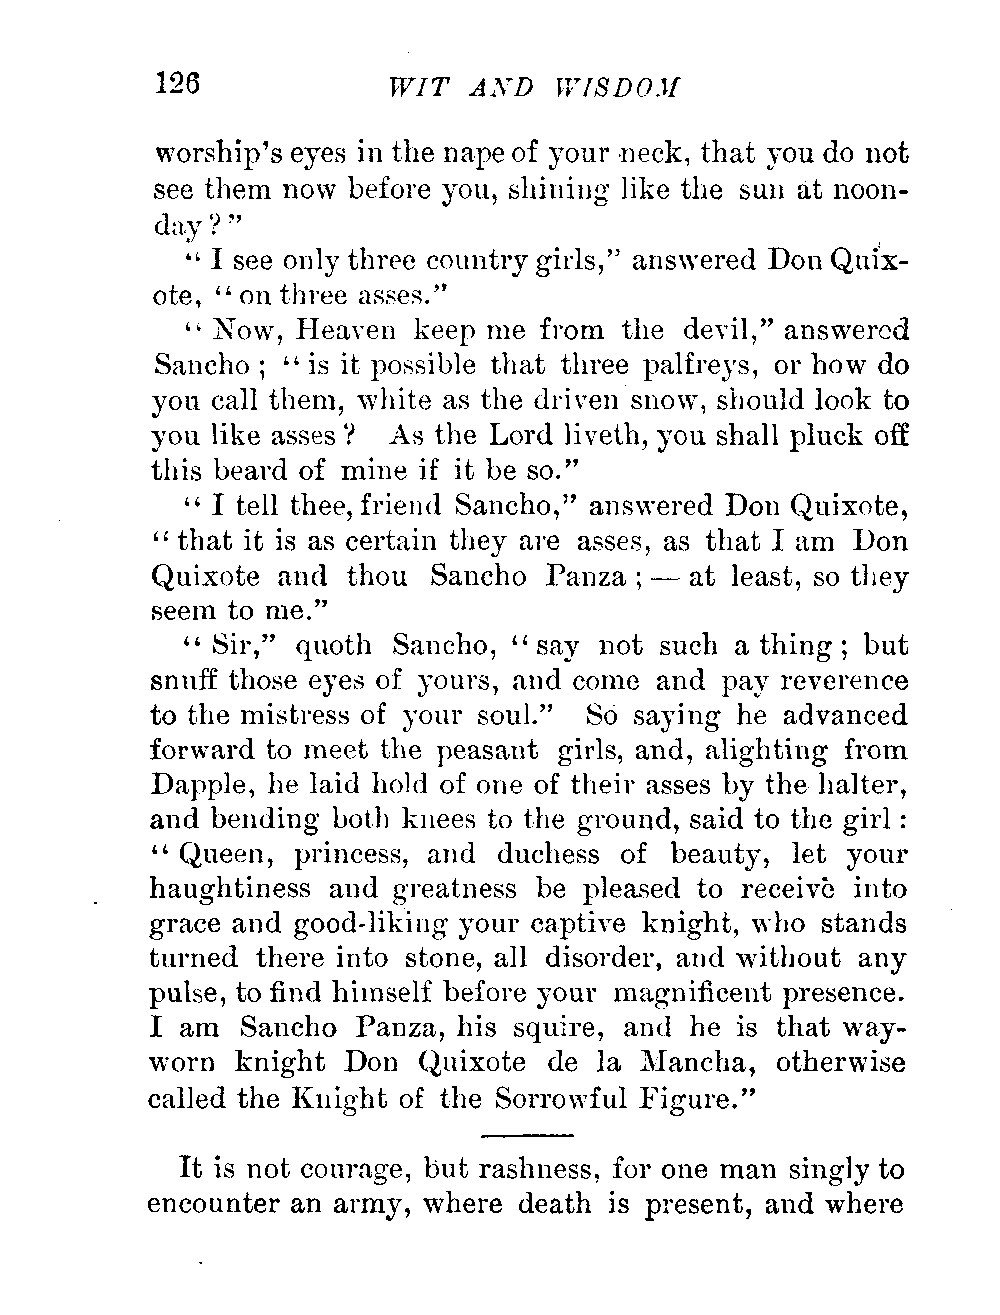 126 WIT AND WISDOM
worship's eyes in the nape of your neck, that you do not
see them now before you, shining like the sun at noon-
day?"
"I see only three country girls," answered Don Quix-
ote, "on three asses."
"Now, Heaven keep me from the devil," answered
Sancho; "is it possible that three palfreys, or how do
you call them, white as the driven snow, should look to
you like asses? As the Lord liveth, you shall pluck off
this beard of mine if it be so."
"I tell thee, friend Sancho," answered Don Quixote,
"that it is as certain they are asses, as that I am Don
Quixote and thou Sancho Panza; — at least, so they
seem to me."
"Sir," quoth Sancho, "say not such a thing; but
snuff those eyes of yours, and come and pay reverence
to the mistress of your soul." So saying he advanced
forward to meet the peasant girls, and, alighting from
Dapple, he laid hold of one of their asses by the halter,
and bending both knees to the ground, said to the girl:
"Queen, princess, and duchess of beauty, let your
haughtiness and greatness be pleased to receive into
grace and good-liking your captive knight, who stands
turned there into stone, all disorder, and without any
pulse, to find himself before your magnificent presence.
I am Sancho Panza, his squire, and he is that way-
worn knight Don Quixote de la Mancha, otherwise
called the Knight of the Sorrowful Figure."
It is not courage, but rashness, for one man singly to
encounter an army, where death is present, and where